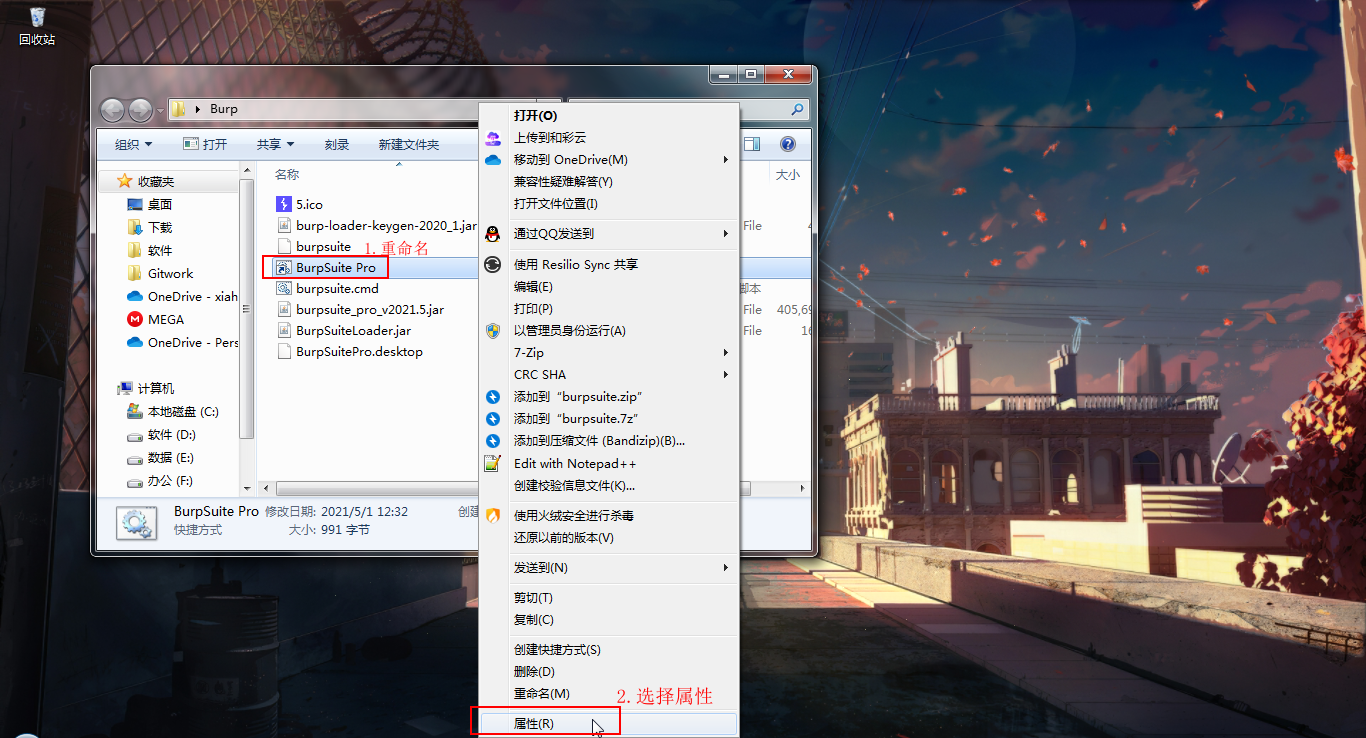 回收站
Burp
组织
打开
共享
刻录
新建文件夹
收藏夹
桌面
下载
软件
Gitwork
OneDrive - xiah
MEGA
OneDrive - Pers
计算机
本地磁盘 (C:)
软件 (D:)
数据 (E:)
办公 (F:)
名称
大小
5.ico
burp-loader-keygen-2020_1.jar
File
burpsuite
1.重命名
BurpSuite Pro
burpsuite.cmd
脚本
burpsuite_pro_v2021.5.jar
File
405,69
BurpSuiteLoader.jar
File
16
BurpSuitePro.desktop
BurpSuite Pro
修改日期: 2021/5/1 12:32
创建
快捷方式
大小: 991 字节
打开(O)
上传到和彩云
移动到 OneDrive(M)
兼容性疑难解答(Y)
打开文件位置(I)
通过QQ发送到
使用 Resilio Sync 共享
编辑(E)
打印(P)
以管理员身份运行(A)
7-Zip
CRC SHA
添加到 “burpsuite.zip”
添加到 “burpsuite.7z”
添加到压缩文件 (Bandizip)(B)...
Edit with Notepad++
创建校验信息文件(K)...
使用火绒安全进行杀毒
还原以前的版本(V)
发送到(N)
剪切(T)
复制(C)
创建快捷方式(S)
删除(D)
重命名(M)
2.选择属性
属性(R)